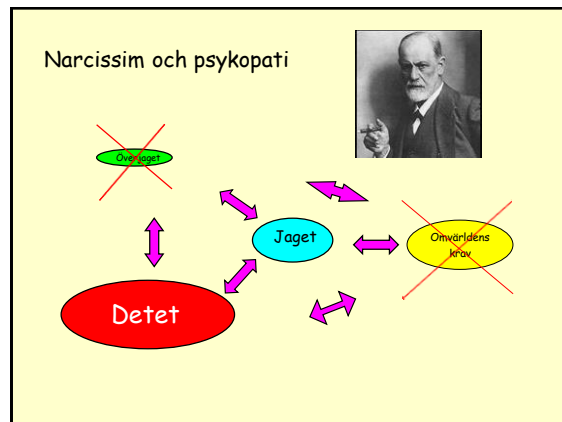 Narcissim och psykopati
Överjaget
Jaget
Omvärldens
krav
Detet